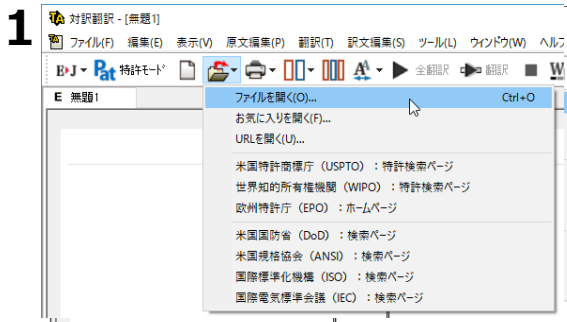 1
対訳翻訳 - [無題1]
ファイル(F) 編集(E) 表示(V) 原文編集(P) 翻訳(T) 訳文編集(S) ツール(L) ウィンドウ(W) ヘルプ
E›J Pat 特許モード 全翻訳 翻訳 W
E 無題1
ファイルを開く(O)... Ctrl+O
お気に入りを開く(F)...
URLを開く(U)...
米国特許商標庁（USPTO）：特許検索ページ
世界知的所有権機関（WIPO）：特許検索ページ
欧州特許庁（EPO）：ホームページ
米国国防省（DoD）：検索ページ
米国規格協会（ANSI）：検索ページ
国際標準化機構（ISO）：検索ページ
国際電気標準会議（IEC）：検索ページ